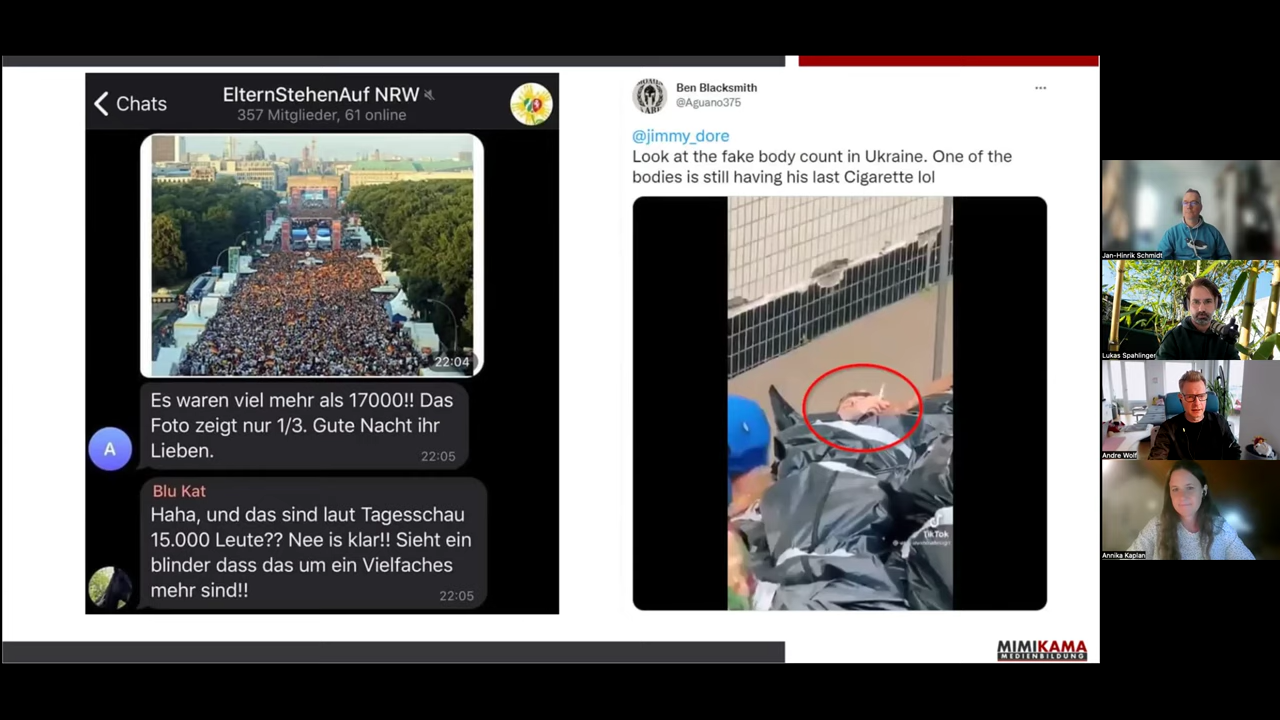 Chats
ElternStehenAuf NRW
357 Mitglieder, 61 online
22:04
Es waren viel mehr als 17000!! Das
Foto zeigt nur 1/3. Gute Nacht ihr
Lieben.
22:05
A
Blu Kat
Haha, und das sind laut Tagesschau
15.000 Leute?? Nee is klar!! Sieht ein
blinder dass das um ein Vielfaches
mehr sind!!
22:05
Ben Blacksmith
@Aguano375
@jimmy_dore
Look at the fake body count in Ukraine. One of the
bodies is still having his last Cigarette lol
TikTok
MIMIKAMA
MEDIENBILDUNG
Jan-Hinrik Schmidt
Lukas Spahlinger
Andre Wolf
Annika Kaplan